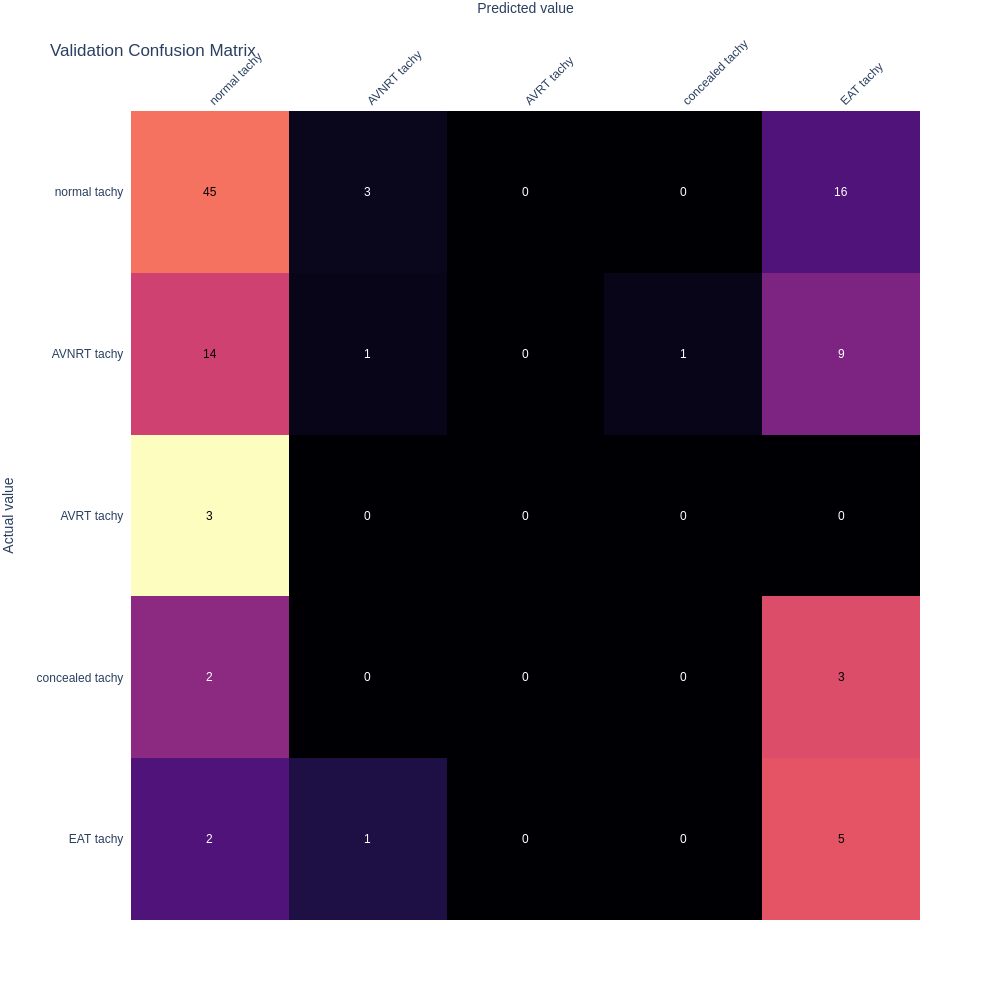 Predicted value
Validation Confusion Matrix
normal tachy AVNRT tachy AVRT tachy concealed tachy EAT tachy
normal tachy 45 3 0 0 16
AVNRT tachy 14 1 0 1 9
AVRT tachy 3 0 0 0 0
concealed tachy 2 0 0 0 3
EAT tachy 2 1 0 0 5
Actual value